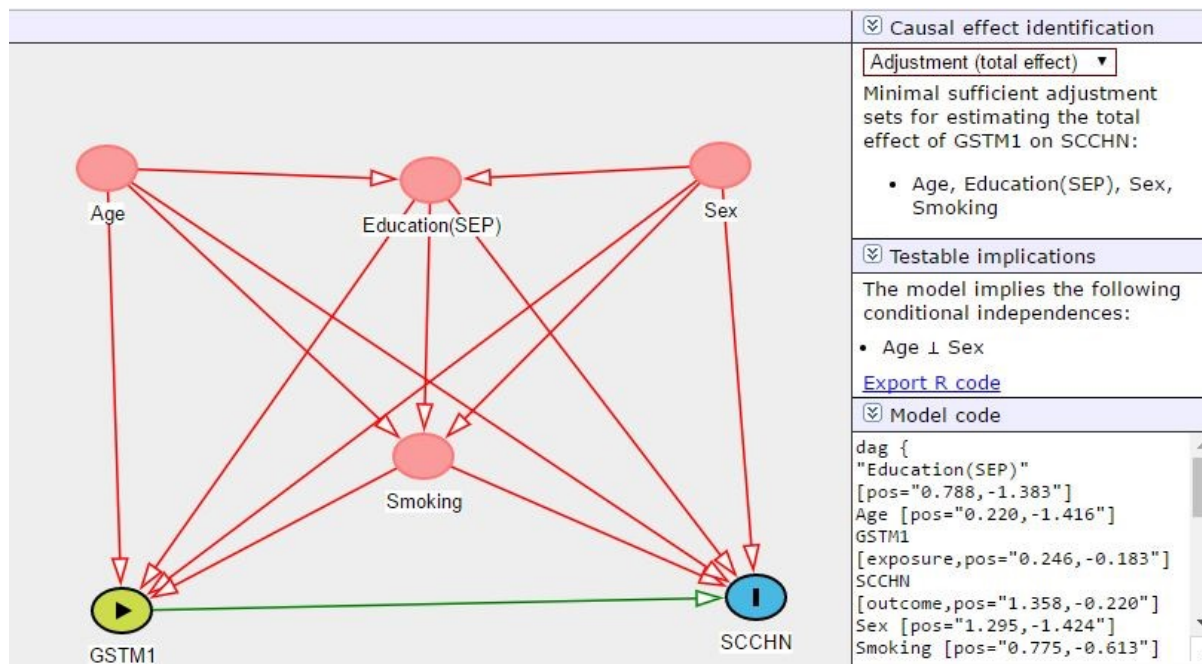 Age
Education(SEP)
Sex
Smoking
GSTM1
SCCHN
Causal effect identification
Adjustment (total effect)
Minimal sufficient adjustment
sets for estimating the total
effect of GSTM1 on SCCHN:
• Age, Education(SEP), Sex,
Smoking
Testable implications
The model implies the following
conditional independences:
• Age ⊥ Sex
Export R code
Model code
dag {
"Education(SEP)"
[pos="0.788,-1.383"]
Age [pos="0.220,-1.416"]
GSTM1
[exposure,pos="0.246,-0.183"]
SCCHN
[outcome,pos="1.358,-0.220"]
Sex [pos="1.295,-1.424"]
Smoking [pos="0.775,-0.613"]